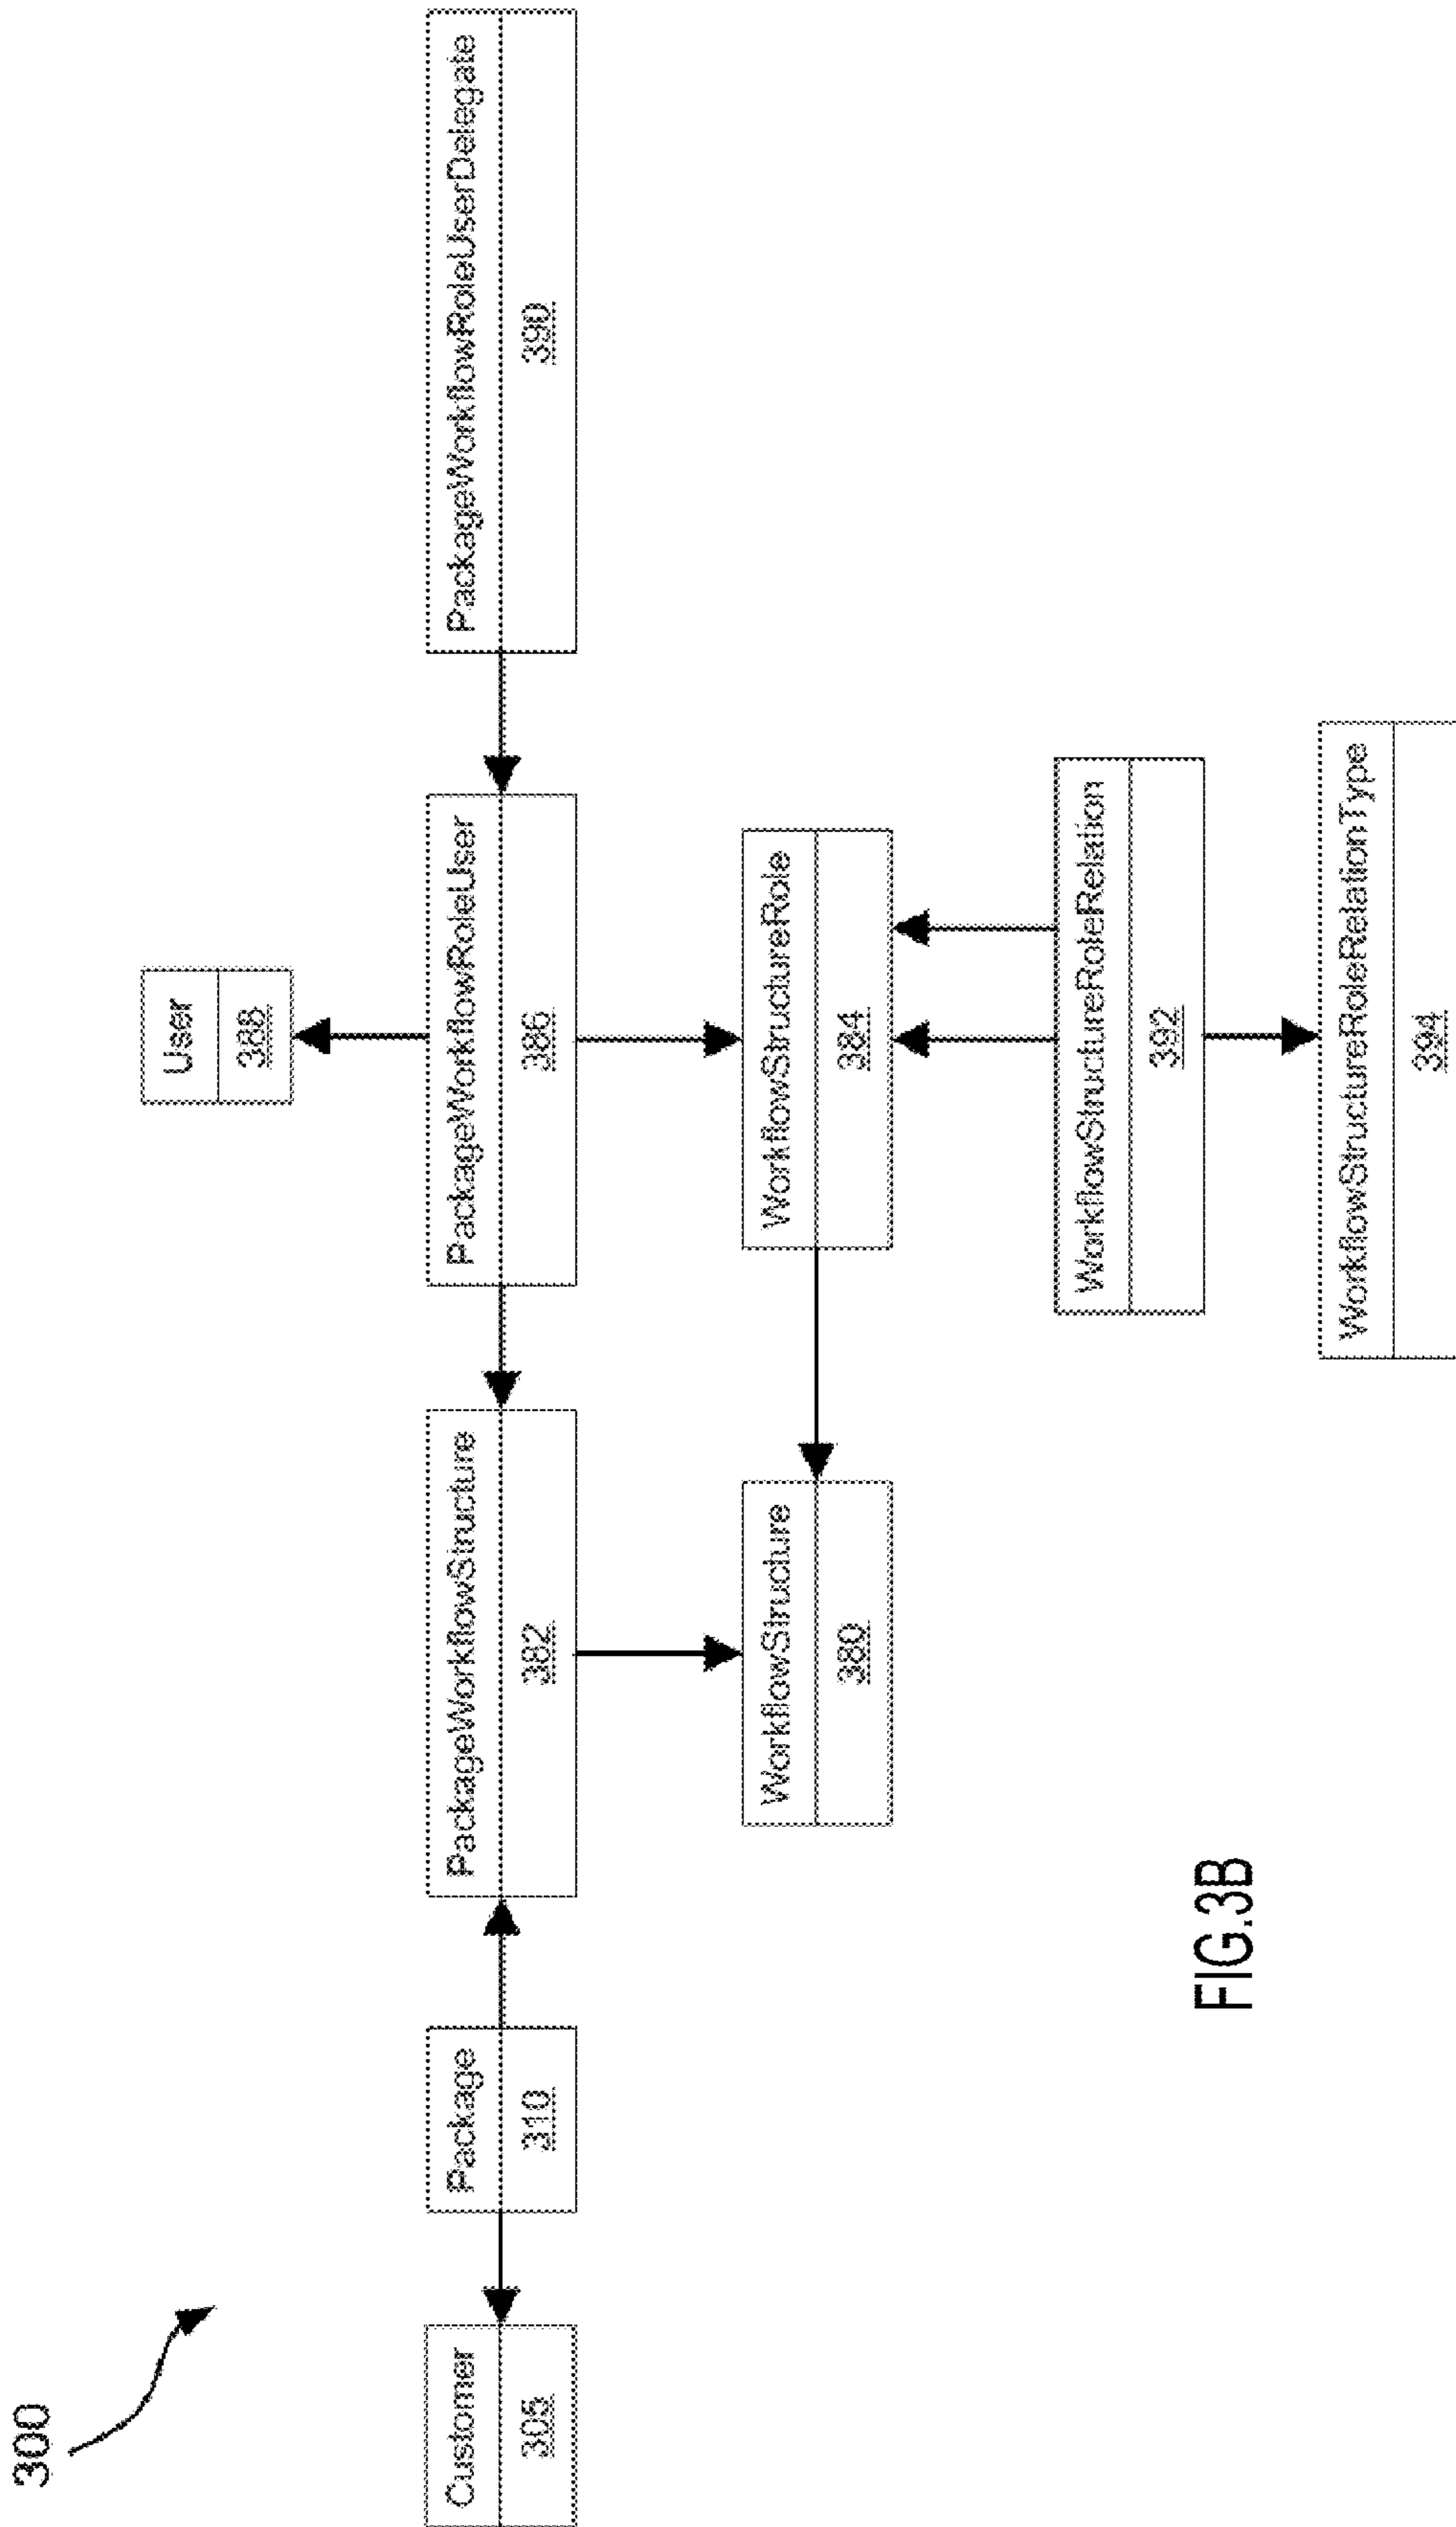 300
User
388
Customer
305
Package
310
PackageWorkflowStructure
382
PackageWorkflowRoleUser
386
PackageWorkflowRoleUserDelegate
390
WorkflowStructure
380
WorkflowStructureRole
384
WorkflowStructureRoleRelation
392
WorkflowStructureRoleRelationType
394
FIG.3B